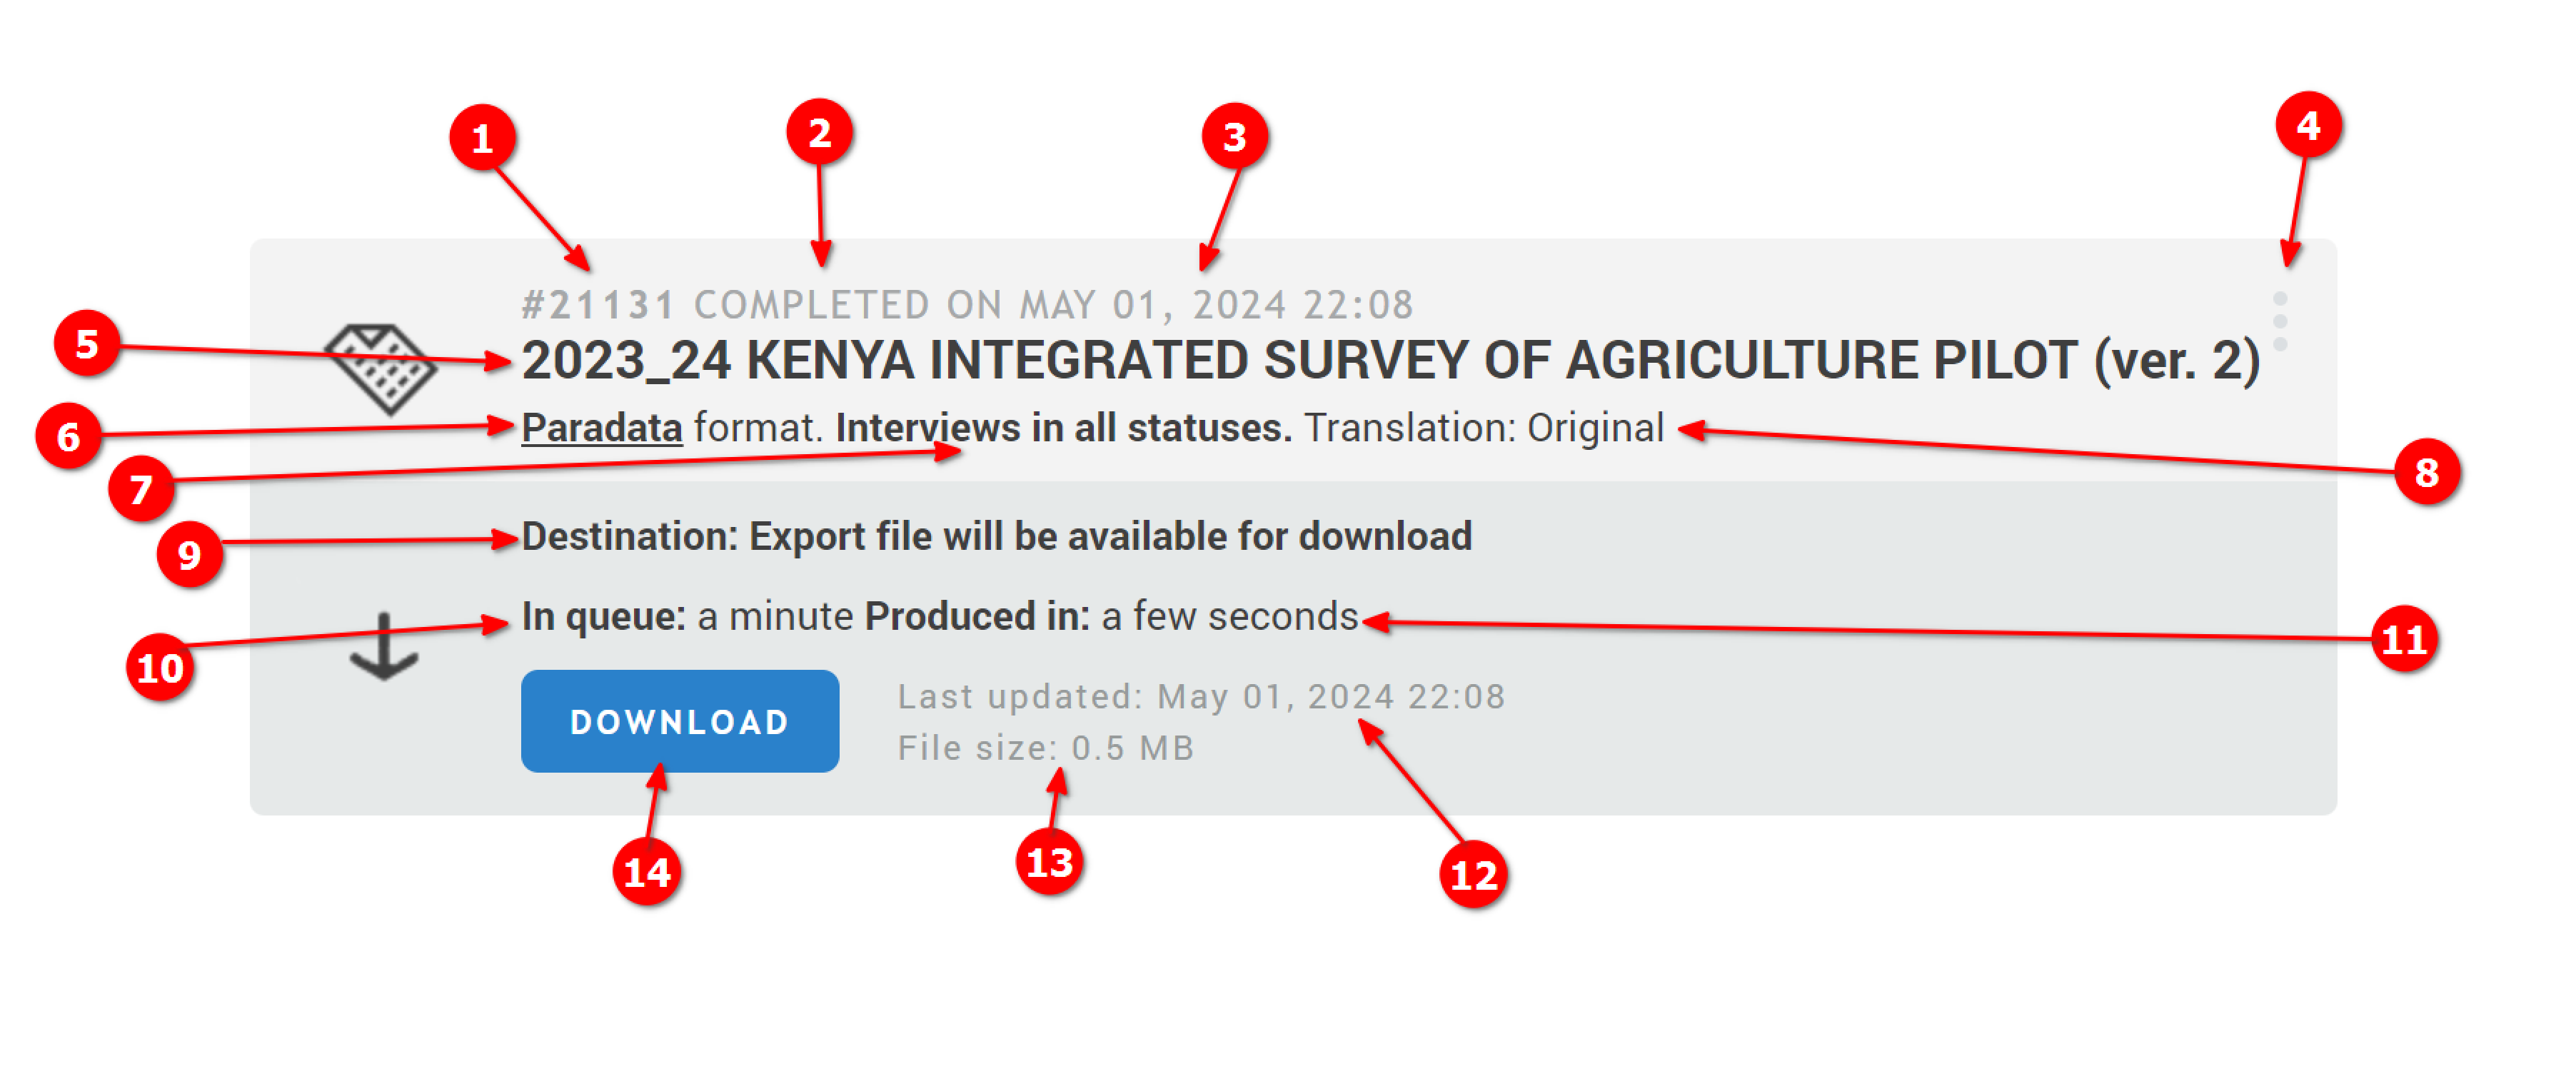 1
2
3
4
#21131 COMPLETED ON MAY 01, 2024 22:08
5
2023_24 KENYA INTEGRATED SURVEY OF AGRICULTURE PILOT (ver. 2)
6
Paradata format. Interviews in all statuses. Translation: Original
7
8
9
Destination: Export file will be available for download
10
In queue: a minute Produced in: a few seconds
11
DOWNLOAD
Last updated: May 01, 2024 22:08
File size: 0.5 MB
14
13
12